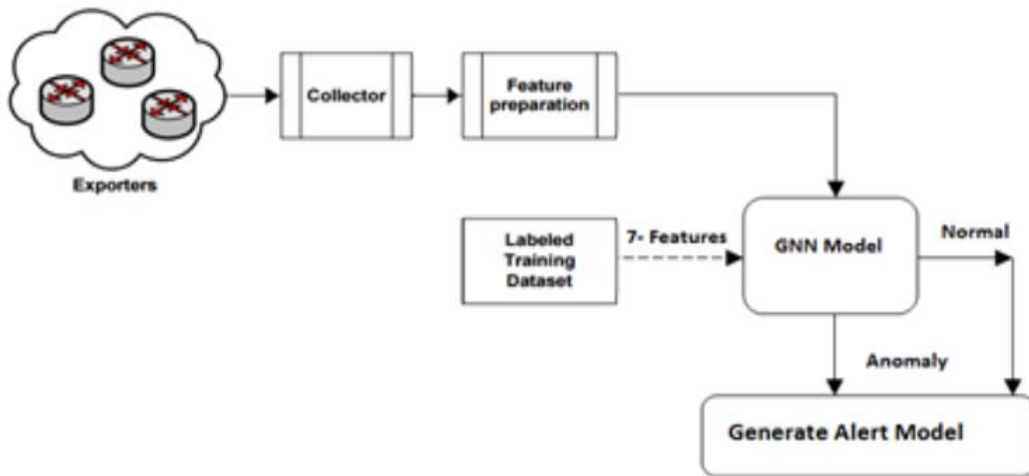 Exporters
Collector
Feature
preparation
Labeled
Training
Dataset
7- Features
GNN Model
Normal
Anomaly
Generate Alert Model